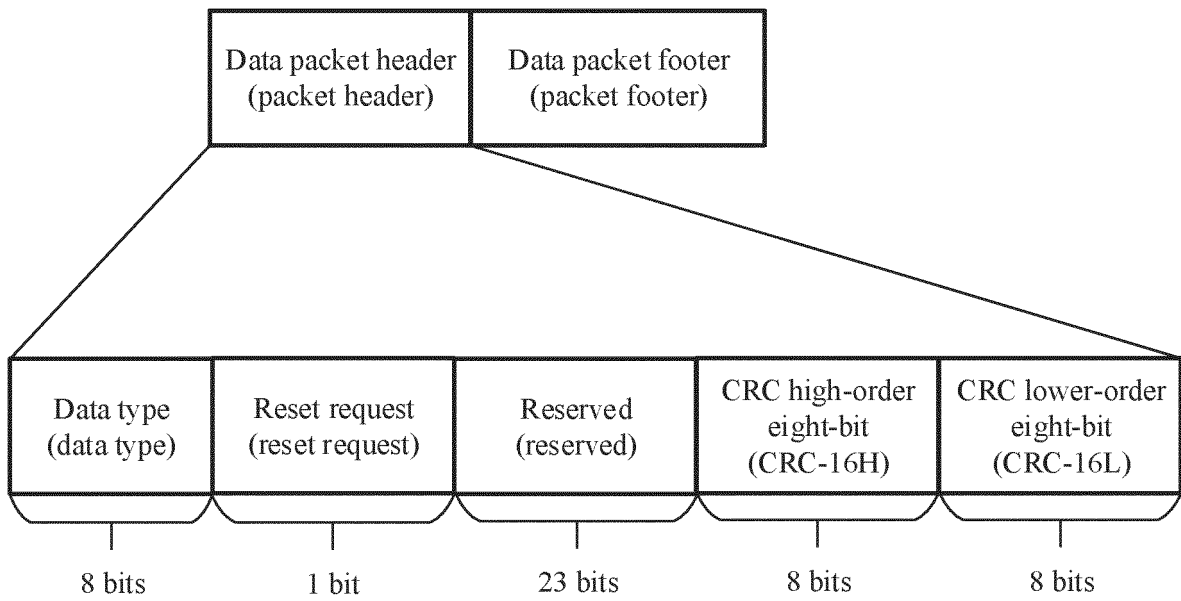 Data packet header
(packet header)
Data packet footer
(packet footer)
Data type
(data type)
Reset request
(reset request)
Reserved
(reserved)
CRC high-order
eight-bit
(CRC-16H)
CRC lower-order
eight-bit
(CRC-16L)
8 bits
1 bit
23 bits
8 bits
8 bits